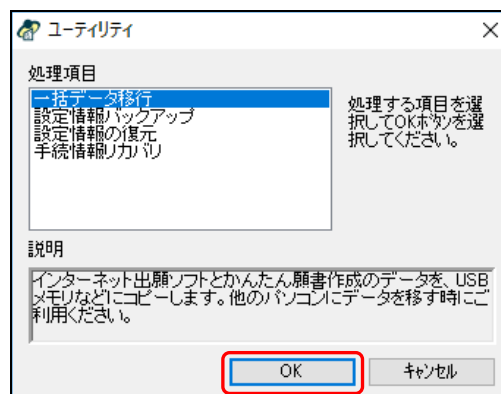 ユーティリティ
処理項目
一括データ移行
設定情報バックアップ
設定情報の復元
手続情報リカバリ
処理する項目を選
択してOKボタンを選
択してください。
説明
インターネット出願ソフトとかんたん願書作成のデータを、USB
メモリなどにコピーします。他のパソコンにデータを移す時にご
利用ください。
OK
キャンセル